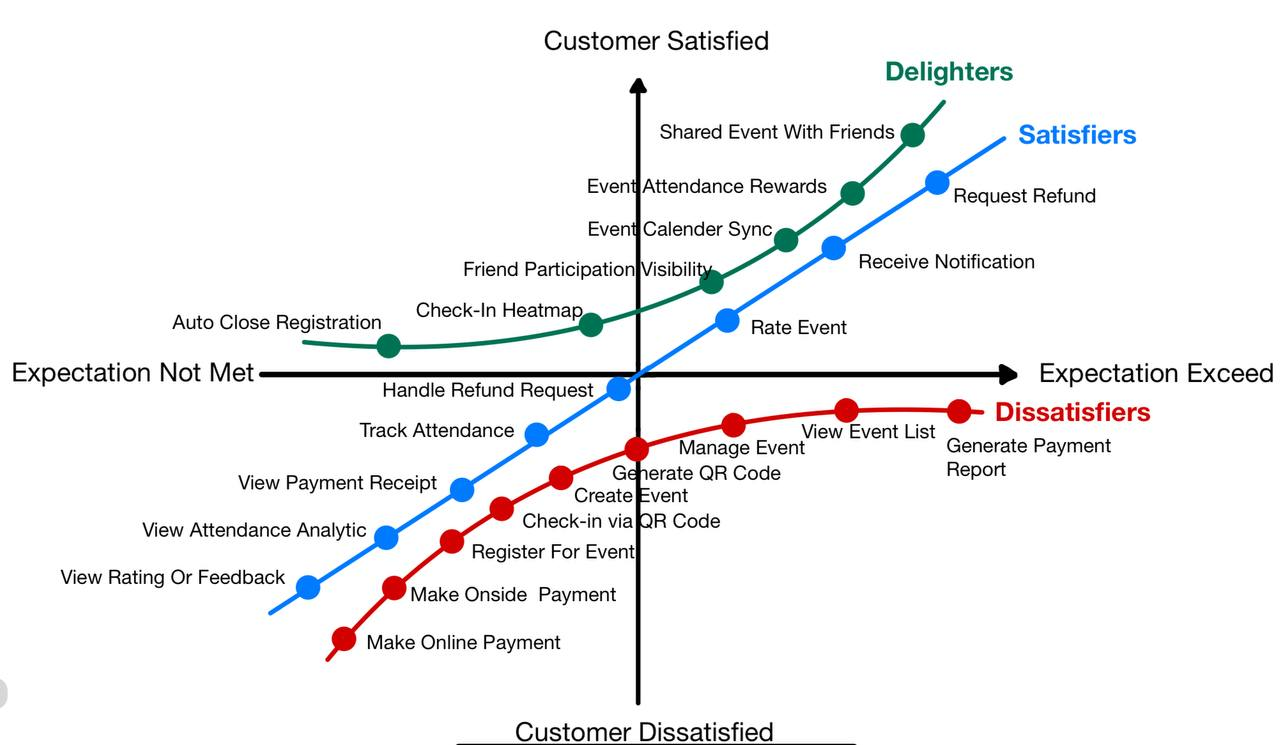 Customer Satisfied
Delighters
Shared Event With Friends
Satisfiers
Event Attendance Rewards
Request Refund
Event Calender Sync
Receive Notification
Friend Participation Visibility
Check-In Heatmap
Auto Close Registration
Rate Event
Expectation Not Met
Expectation Exceed
Handle Refund Request
Dissatisfiers
Track Attendance
View Event List
Manage Event
Generate Payment
Report
Generate QR Code
View Payment Receipt
Create Event
Check-in via QR Code
View Attendance Analytic
Register For Event
View Rating Or Feedback
Make Onside  Payment
Make Online Payment
Customer Dissatisfied